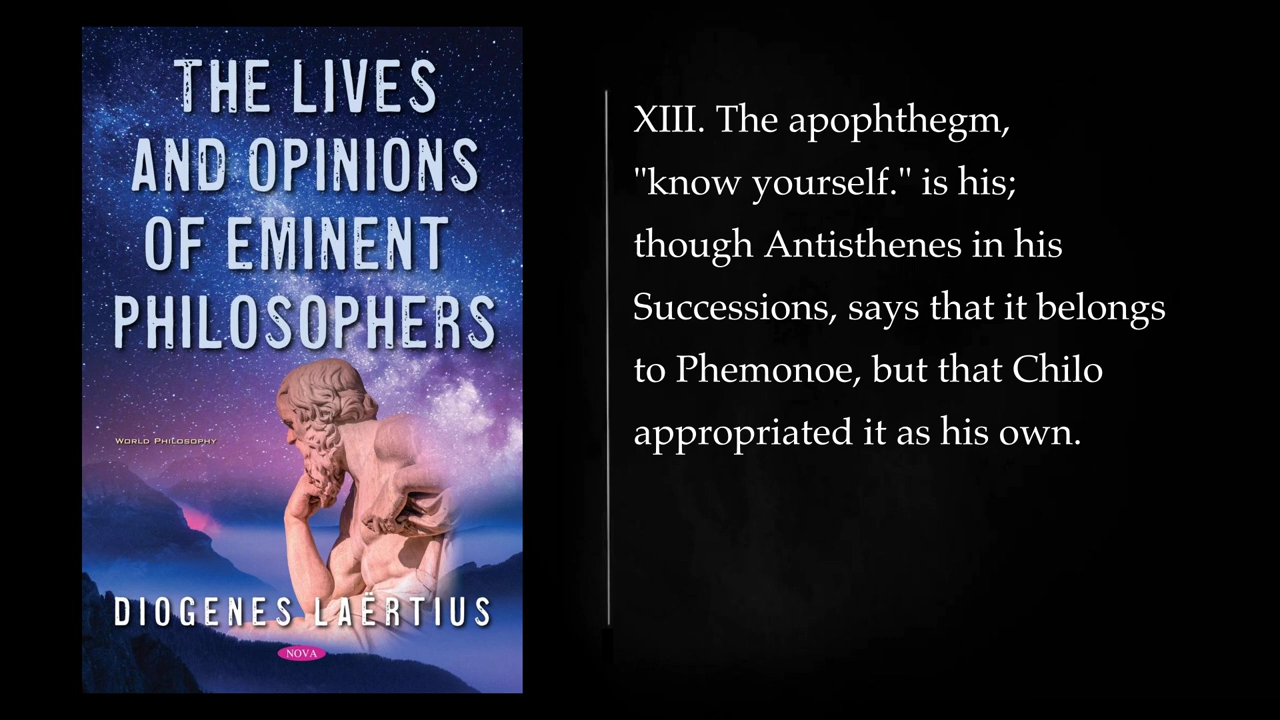 THE LIVES
AND OPINIONS
OF EMINENT
PHILOSOPHERS
WORLD PHILOSOPHY
DIOGENES LAËRTIUS
NOVA
XIII. The apophthegm,
"know yourself." is his;
though Antisthenes in his
Successions, says that it belongs
to Phemonoe, but that Chilo
appropriated it as his own.